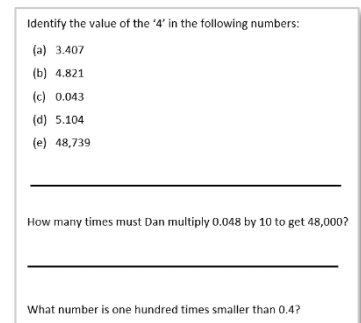 Identify the value of the ‘4’ in the following numbers:
(a) 3.407
(b) 4.821
(c) 0.043
(d) 5.104
(e) 48,739
How many times must Dan multiply 0.048 by 10 to get 48,000?
What number is one hundred times smaller than 0.4?